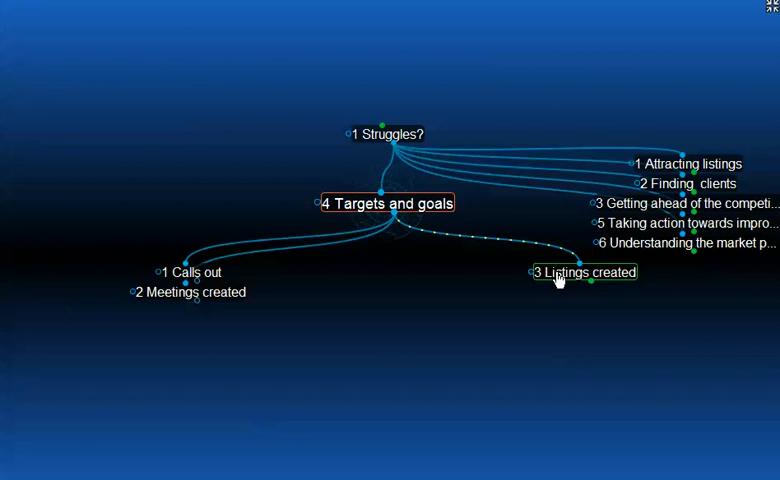 1 Struggles?
1 Attracting listings
2 Finding clients
3 Getting ahead of the competi...
5 Taking action towards impro...
6 Understanding the market p...
4 Targets and goals
1 Calls out
2 Meetings created
3 Listings created